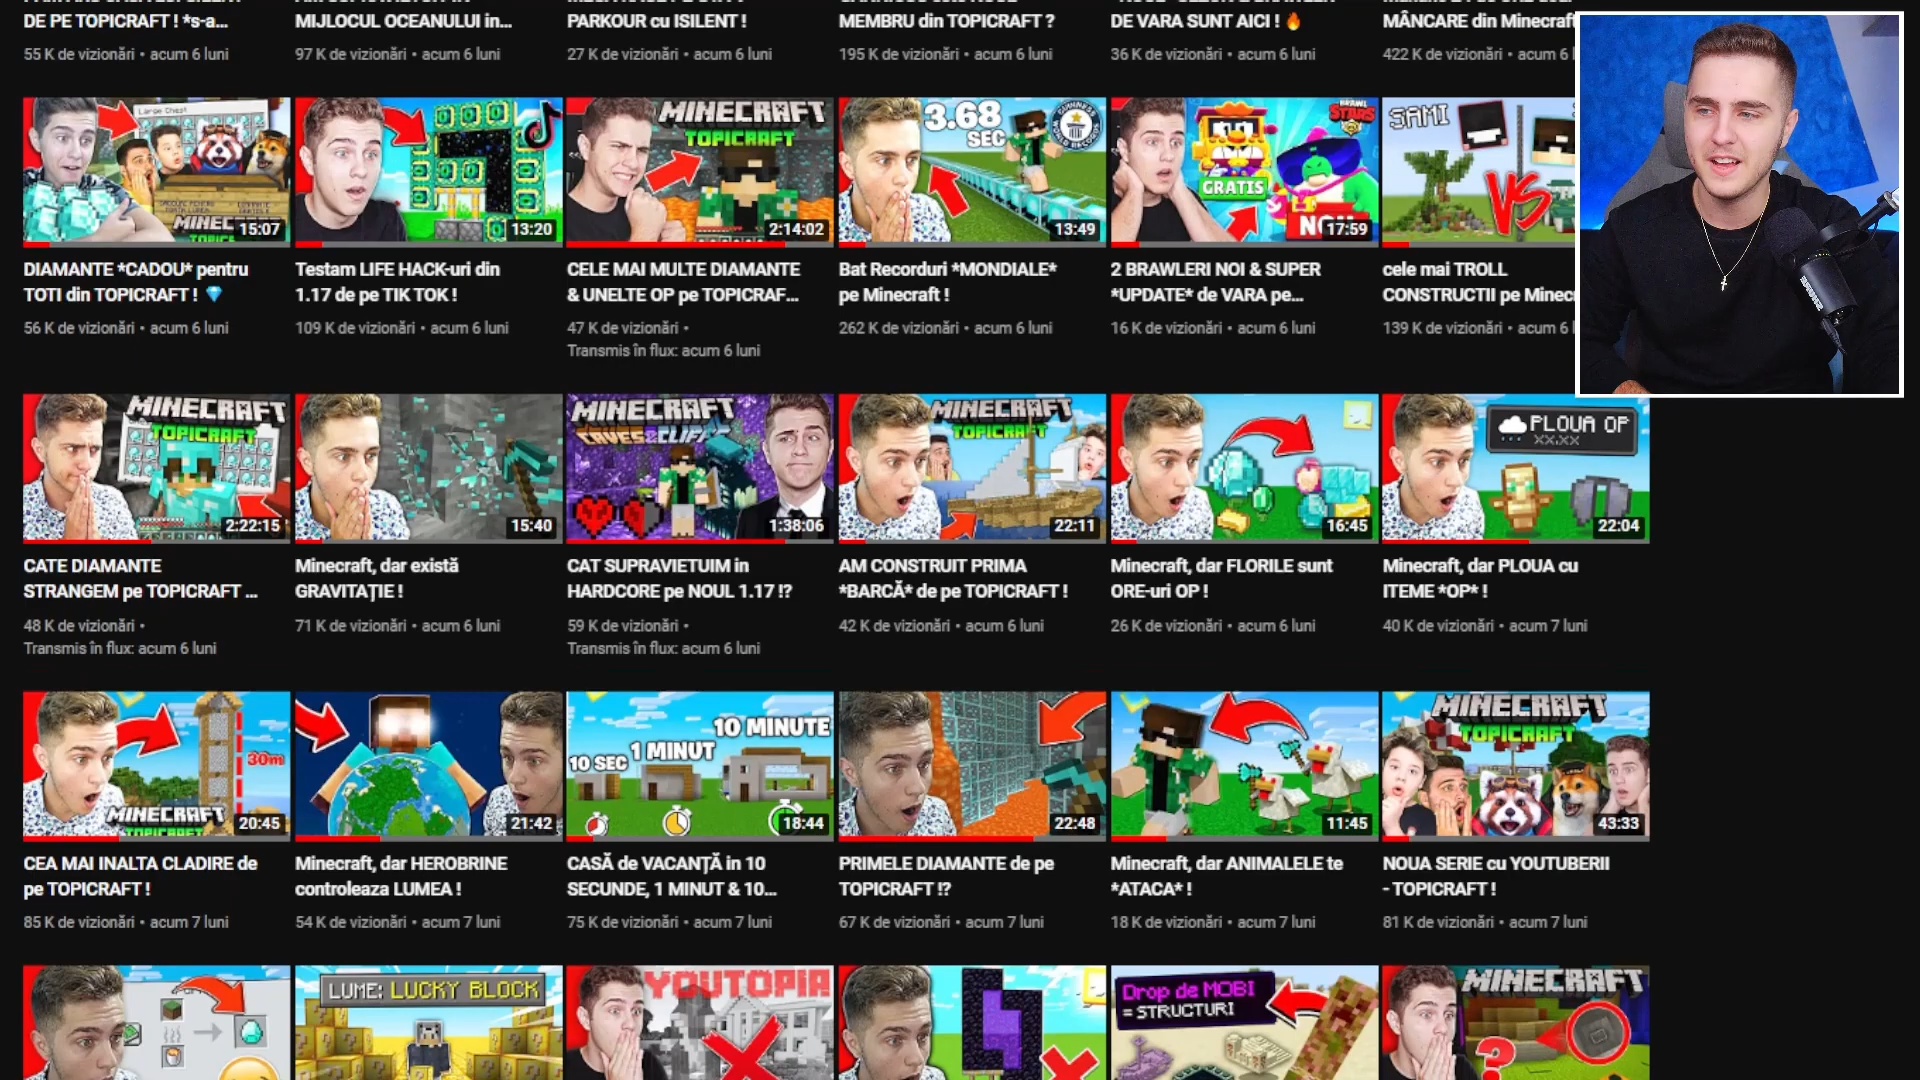 DE PE TOPICRAFT ! *s-a...
55 K de vizionări • acum 6 luni
MIJLOCUL OCEANULUI in...
97 K de vizionări • acum 6 luni
PARKOUR cu ISILENT !
27 K de vizionări • acum 6 luni
MEMBRU din TOPICRAFT ?
195 K de vizionări • acum 6 luni
DE VARA SUNT AICI ! 🔥
36 K de vizionări • acum 6 luni
MÂNCARE din Minecraft
422 K de vizionări • acum 6 luni
Large Chest
15:07
DIAMANTE *CADOU* pentru
TOTI din TOPICRAFT ! 💎
56 K de vizionări • acum 6 luni
13:20
Testam LIFE HACK-uri din
1.17 de pe TIK TOK !
109 K de vizionări • acum 6 luni
MINECRAFT
TOPICRAFT
2:14:02
CELE MAI MULTE DIAMANTE
& UNELTE OP pe TOPICRAF...
47 K de vizionări •
Transmis în flux: acum 6 luni
3.68
SEC
13:49
Bat Recorduri *MONDIALE*
pe Minecraft !
262 K de vizionări • acum 6 luni
BRAWL
STARS
GRATIS
17:59
2 BRAWLERI NOI & SUPER
*UPDATE* de VARA pe...
16 K de vizionări • acum 6 luni
SAMI
VS
cele mai TROLL
CONSTRUCTII pe Minec
139 K de vizionări • acum 6 l
MINECRAFT
TOPICRAFT
2:22:15
CATE DIAMANTE
STRANGEM pe TOPICRAFT ...
48 K de vizionări •
Transmis în flux: acum 6 luni
15:40
Minecraft, dar există
GRAVITAȚIE !
71 K de vizionări • acum 6 luni
MINECRAFT
CAVES&CLIFFS
1:38:06
CAT SUPRAVIETUIM in
HARDCORE pe NOUL 1.17 !?
59 K de vizionări •
Transmis în flux: acum 6 luni
MINECRAFT
TOPICRAFT
22:11
AM CONSTRUIT PRIMA
*BARCĂ* de pe TOPICRAFT !
42 K de vizionări • acum 6 luni
16:45
Minecraft, dar FLORILE sunt
ORE-uri OP !
26 K de vizionări • acum 6 luni
PLOUA OP
XX.XX
22:04
Minecraft, dar PLOUA cu
ITEME *OP* !
40 K de vizionări • acum 7 luni
30m
MINECRAFT
TOPICRAFT
20:45
CEA MAI INALTA CLADIRE de
pe TOPICRAFT !
85 K de vizionări • acum 7 luni
21:42
Minecraft, dar HEROBRINE
controleaza LUMEA !
54 K de vizionări • acum 7 luni
10 SEC
1 MINUT
10 MINUTE
18:44
CASĂ de VACANȚĂ in 10
SECUNDE, 1 MINUT & 10...
75 K de vizionări • acum 7 luni
22:48
PRIMELE DIAMANTE de pe
TOPICRAFT !?
67 K de vizionări • acum 7 luni
11:45
Minecraft, dar ANIMALELE te
*ATACA* !
18 K de vizionări • acum 7 luni
MINECRAFT
TOPICRAFT
43:33
NOUA SERIE cu YOUTUBERII
- TOPICRAFT !
81 K de vizionări • acum 7 luni
LUME: LUCKY BLOCK
YOUTOPIA
Drop de MOBI
= STRUCTURI
MINECRAFT
?